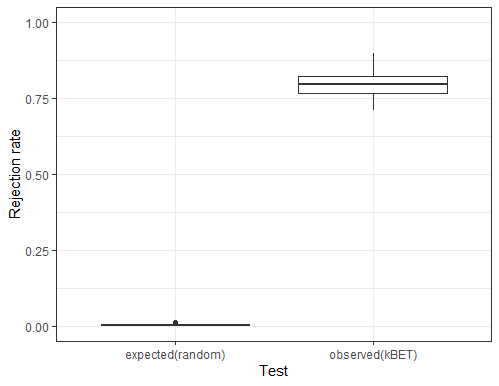 1.00
0.75
0.50
0.25
0.00
Rejection rate
expected(random)
observed(kBET)
Test